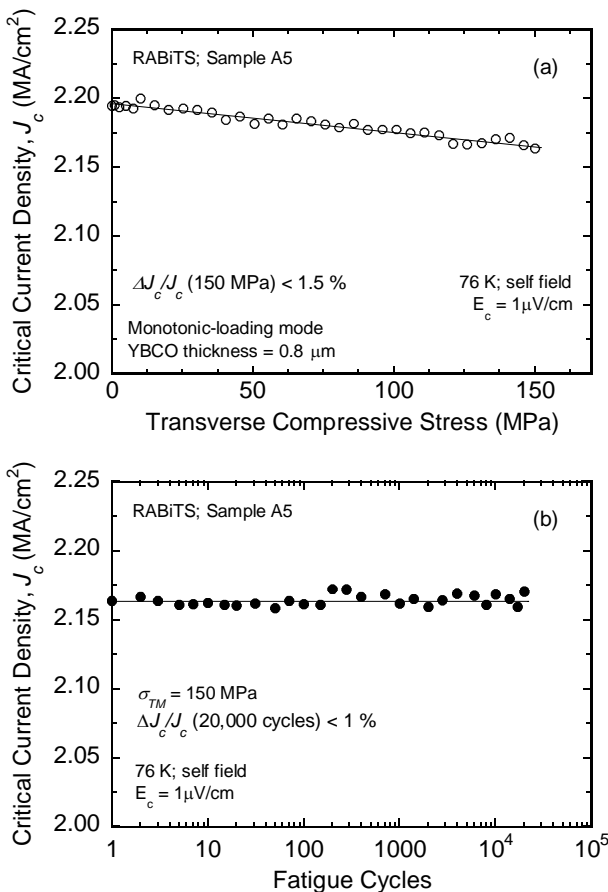 2.25
RABiTS; Sample A5
(a)
2.20
2.15
2.10
ΔJc/Jc (150 MPa) < 1.5 %
76 K; self field
Ec = 1μV/cm
2.05
Monotonic-loading mode
YBCO thickness = 0.8 μm
2.00
0 50 100 150
Transverse Compressive Stress (MPa)
Critical Current Density, Jc (MA/cm²)
2.25
RABiTS; Sample A5
(b)
2.20
2.15
2.10
σTM = 150 MPa
ΔJc/Jc (20,000 cycles) < 1 %
2.05
76 K; self field
Ec = 1μV/cm
2.00
1 10 100 1000 10⁴ 10⁵
Fatigue Cycles
Critical Current Density, Jc (MA/cm²)